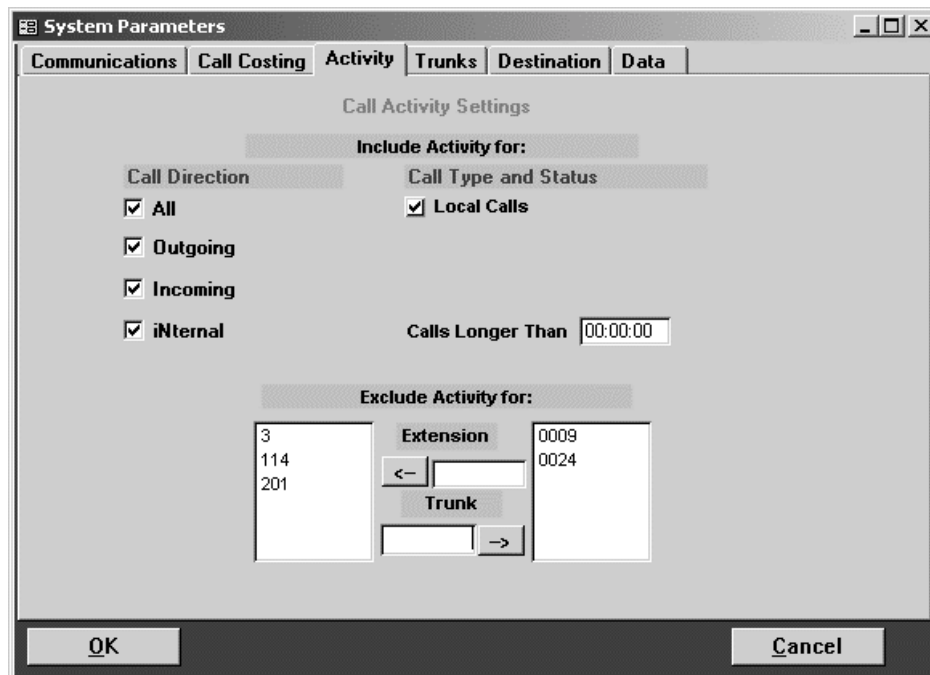 System Parameters
Communications Call Costing Activity Trunks Destination Data
Call Activity Settings
Include Activity for:
Call Direction Call Type and Status
All Local Calls
Outgoing
Incoming
iNternal Calls Longer Than 00:00:00
Exclude Activity for:
3 Extension 0009
114 0024
<--
201
Trunk
-->
OK Cancel